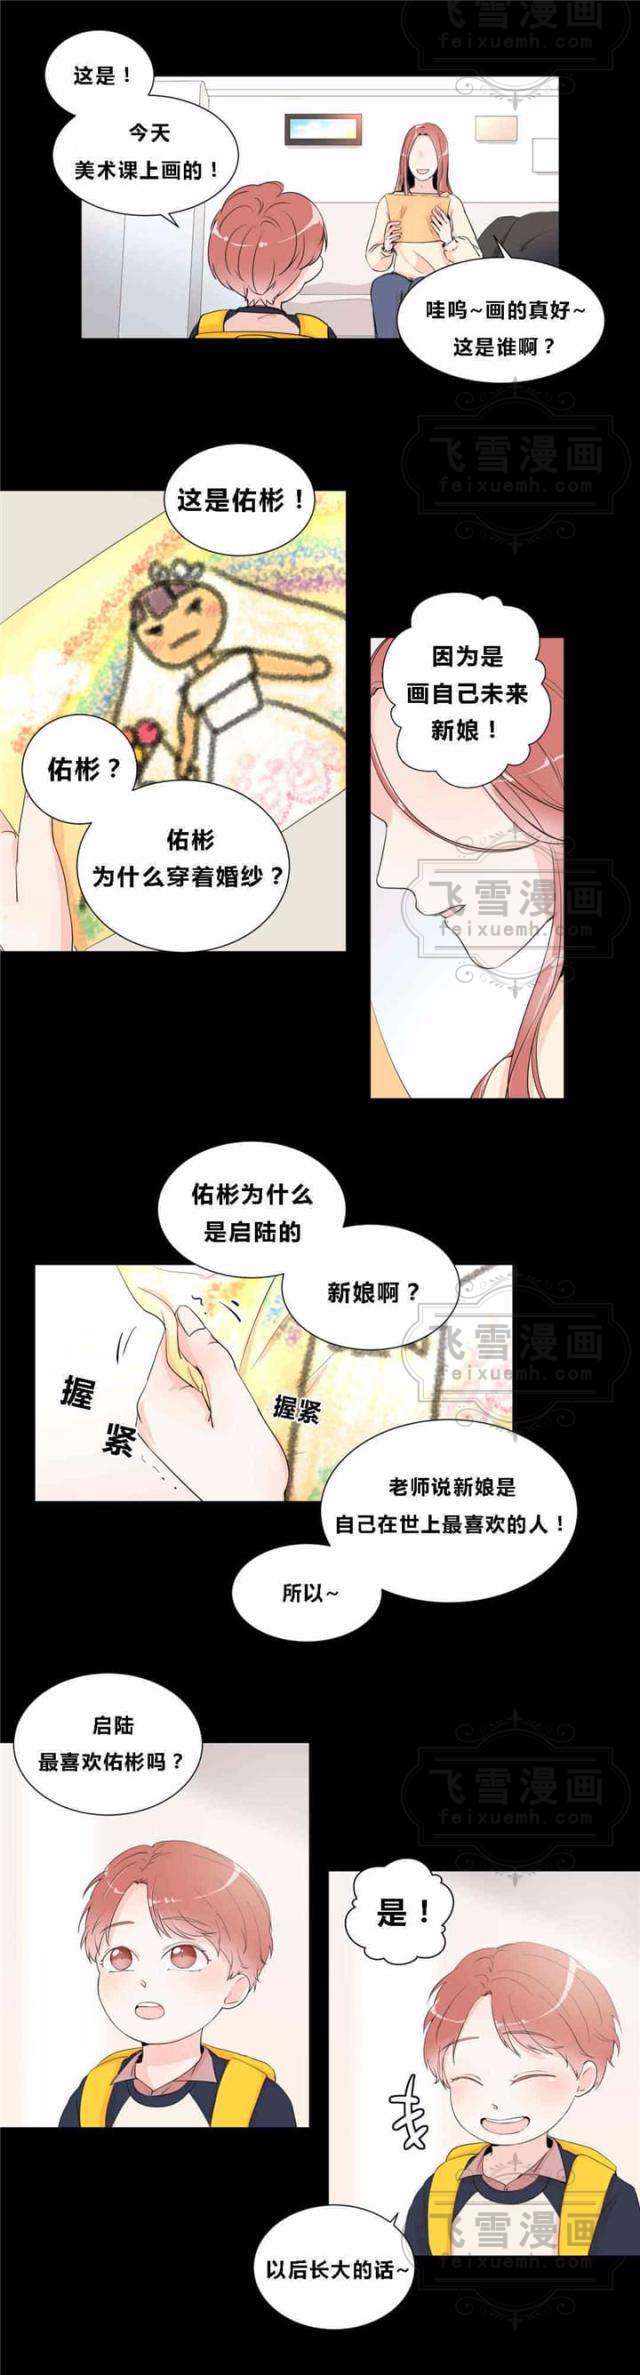 飞雪漫画
feixuemh.com
这是！
今天
美术课上画的！
哇呜~画的真好~
这是谁啊？
飞雪漫画
feixuemh.com
这是佑彬！
因为是
画自己未来
新娘！
佑彬？
佑彬
为什么穿着婚纱？
飞雪漫画
feixuemh.com
佑彬为什么
是启陆的
新娘啊？
飞雪漫画
feixuemh.com
握
紧
握紧
老师说新娘是
自己在世上最喜欢的人！
所以~
启陆
最喜欢佑彬吗？
飞雪漫画
feixuemh.com
是！
飞雪漫画
feixuemh.com
以后长大的话~